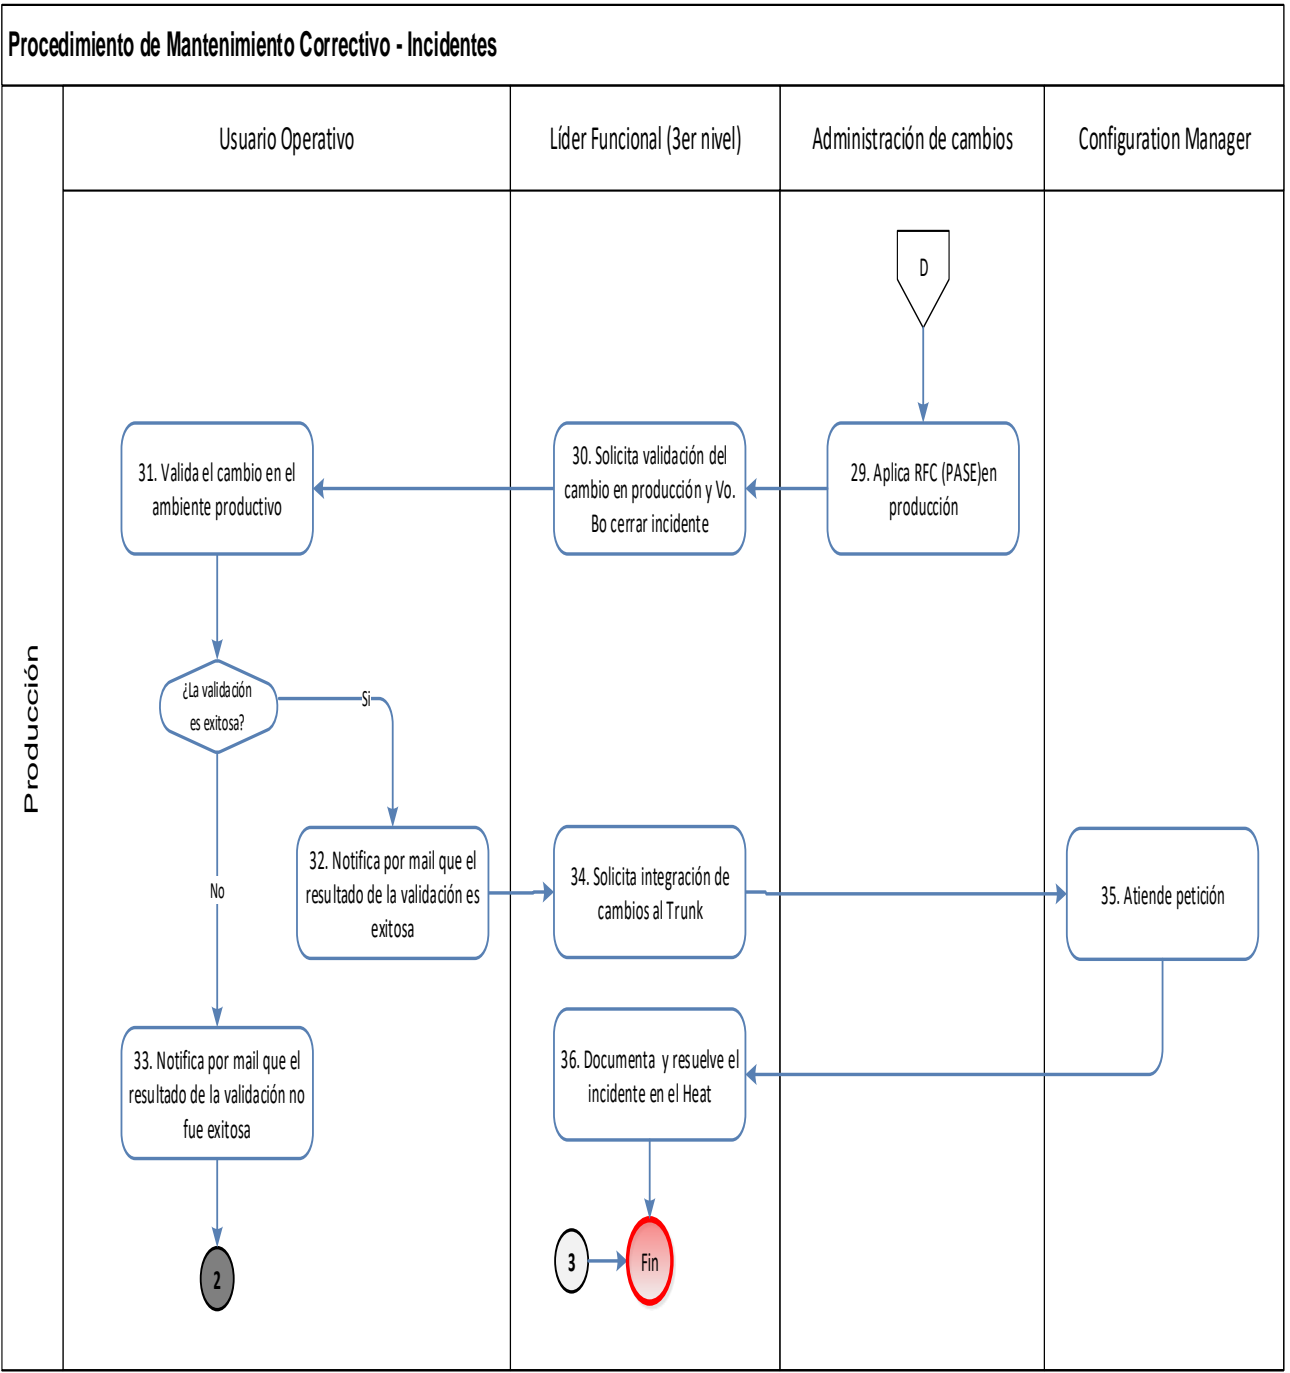 Procedimiento de Mantenimiento Correctivo - Incidentes
Usuario Operativo
Líder Funcional (3er nivel)
Administración de cambios
Configuration Manager
Producción
D
31. Valida el cambio en el
ambiente productivo
30. Solicita validación del
cambio en producción y Vo.
Bo cerrar incidente
29. Aplica RFC (PASE)en
producción
¿La validación
es exitosa?
Si
No
32. Notifica por mail que el
resultado de la validación es
exitosa
34. Solicita integración de
cambios al Trunk
35. Atiende petición
33. Notifica por mail que el
resultado de la validación no
fue exitosa
36. Documenta  y resuelve el
incidente en el Heat
2
3
Fin